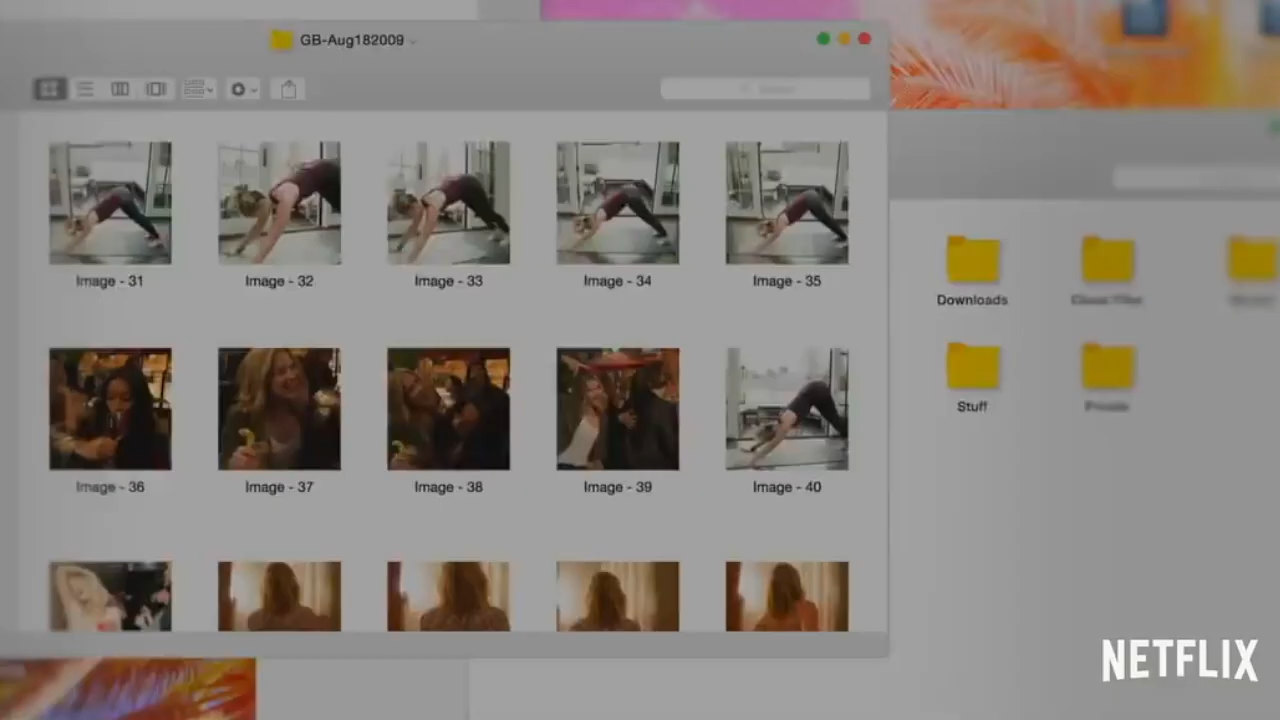 GB-Aug182009
Image - 31
Image - 32
Image - 33
Image - 34
Image - 35
Downloads
Image - 36
Image - 37
Image - 38
Image - 39
Image - 40
Stuff
Private
NETFLIX